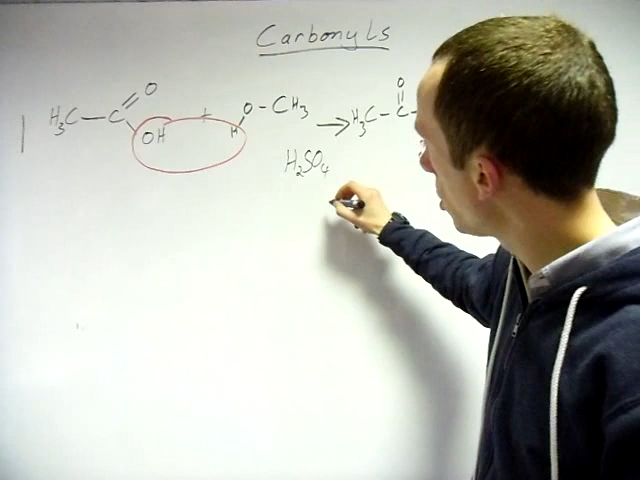 Carbonyls
O O
H3C — C + O – CH3 → H3C – C –
OH H
H2SO4